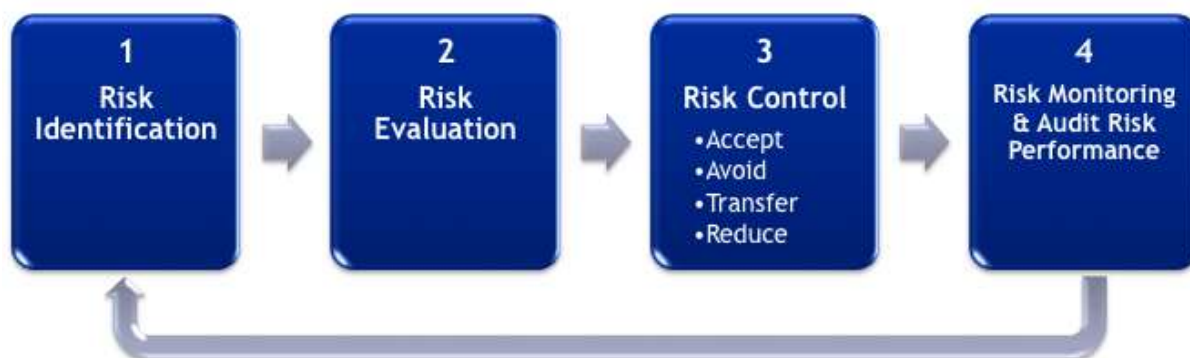 1
Risk
Identification
2
Risk
Evaluation
3
Risk Control
•Accept
•Avoid
•Transfer
•Reduce
4
Risk Monitoring
& Audit Risk
Performance